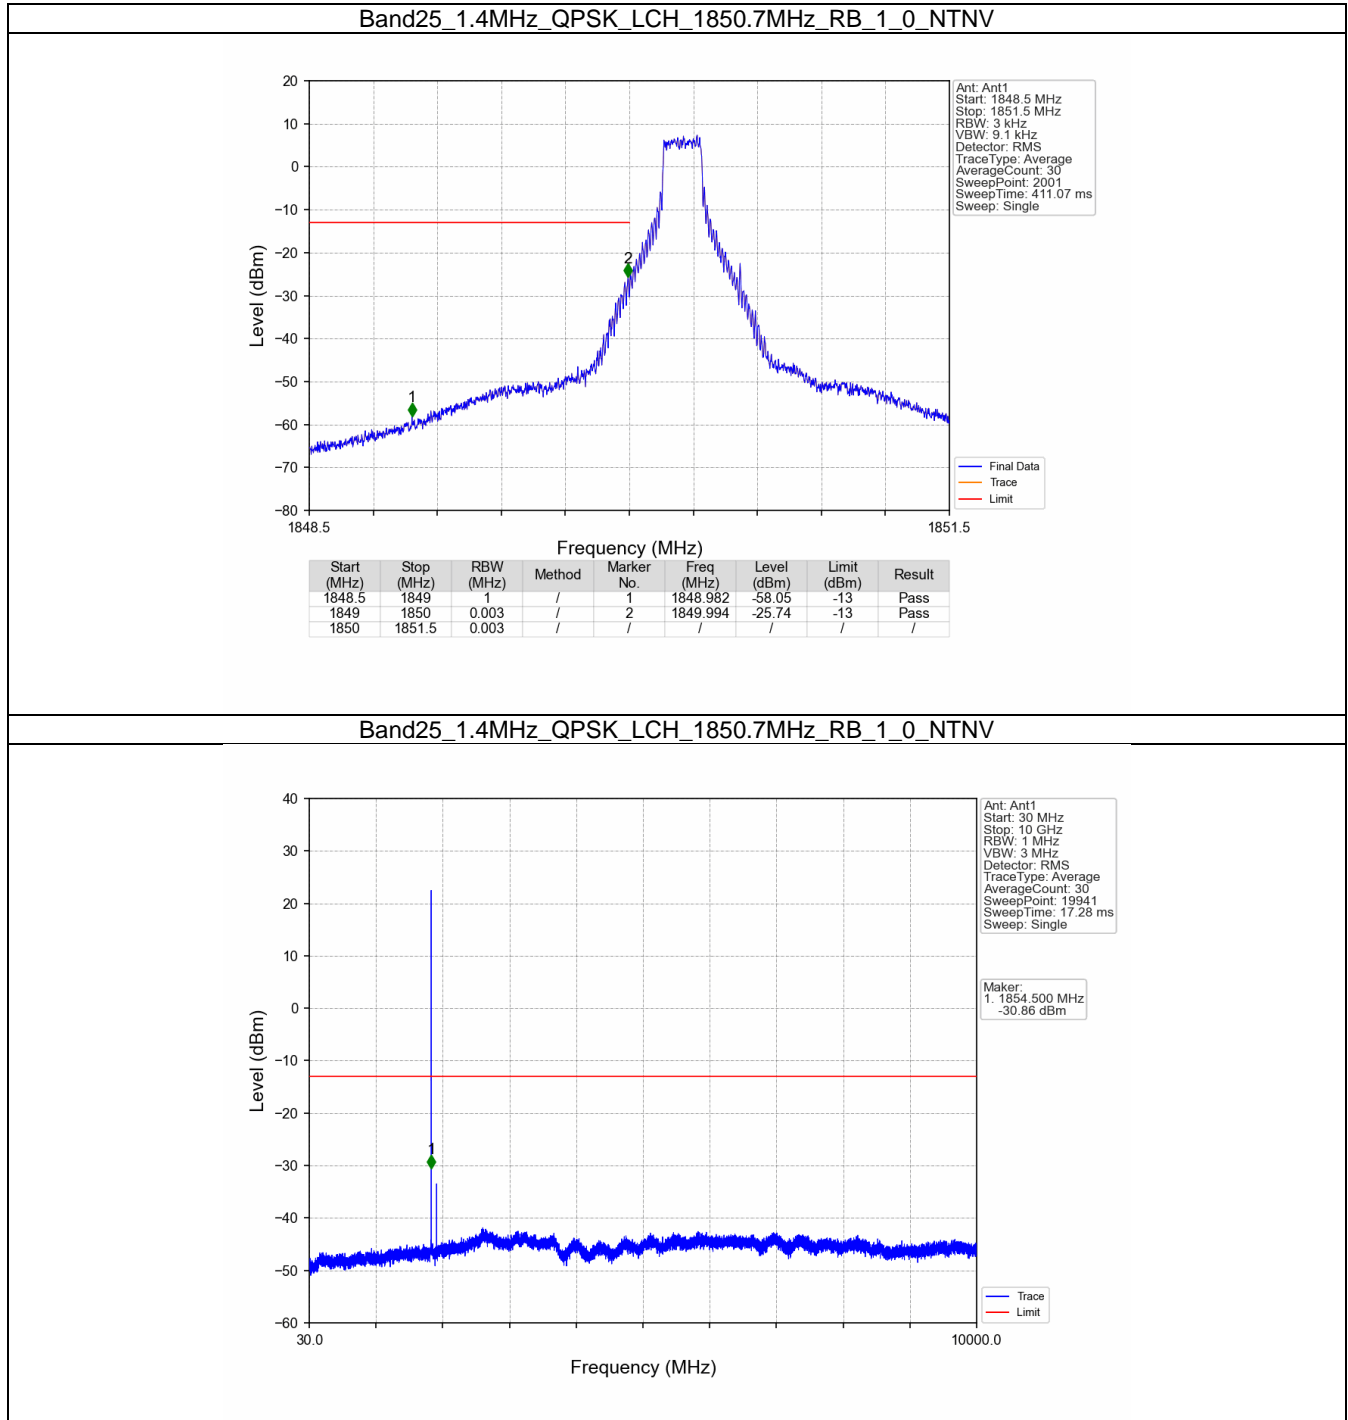 Band25_1.4MHz_QPSK_LCH_1850.7MHz_RB_1_0_NTNV
20
10
0
−10
−20
−30
−40
−50
−60
−70
−80
Level (dBm)
1
2
1848.5
1851.5
Frequency (MHz)
Ant: Ant1
Start: 1848.5 MHz
Stop: 1851.5 MHz
RBW: 3 kHz
VBW: 9.1 kHz
Detector: RMS
TraceType: Average
AverageCount: 30
SweepPoint: 2001
SweepTime: 411.07 ms
Sweep: Single
Final Data
Trace
Limit
Start (MHz) Stop (MHz) RBW (MHz) Method Marker No. Freq (MHz) Level (dBm) Limit (dBm) Result
1848.5 1849 1 / 1 1848.982 -58.05 -13 Pass
1849 1850 0.003 / 2 1849.994 -25.74 -13 Pass
1850 1851.5 0.003 / / / / / /
Band25_1.4MHz_QPSK_LCH_1850.7MHz_RB_1_0_NTNV
40
30
20
10
0
−10
−20
−30
−40
−50
−60
Level (dBm)
1
30.0
10000.0
Frequency (MHz)
Ant: Ant1
Start: 30 MHz
Stop: 10 GHz
RBW: 1 MHz
VBW: 3 MHz
Detector: RMS
TraceType: Average
AverageCount: 30
SweepPoint: 19941
SweepTime: 17.28 ms
Sweep: Single
Maker:
1. 1854.500 MHz
-30.86 dBm
Trace
Limit